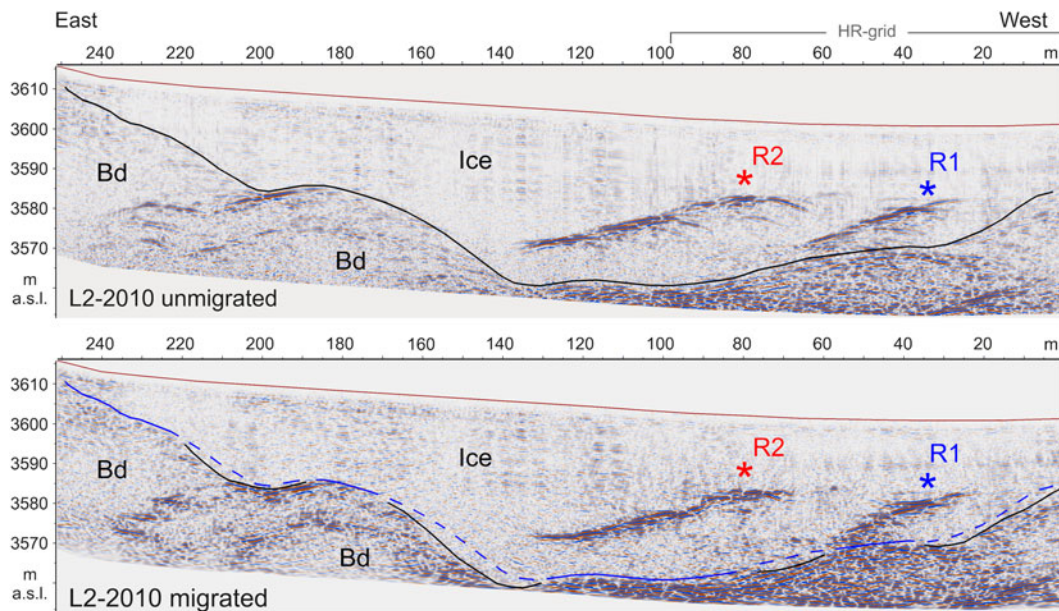 East West
HR-grid
240 220 200 180 160 140 120 100 80 60 40 20 m
3610
3600
3590
3580
3570
m
a.s.l.
Bd
Ice
R2
*
R1
*
Bd
L2-2010 unmigrated
240 220 200 180 160 140 120 100 80 60 40 20 m
3610
3600
3590
3580
3570
m
a.s.l.
Bd
Ice
R2
*
R1
*
Bd
L2-2010 migrated